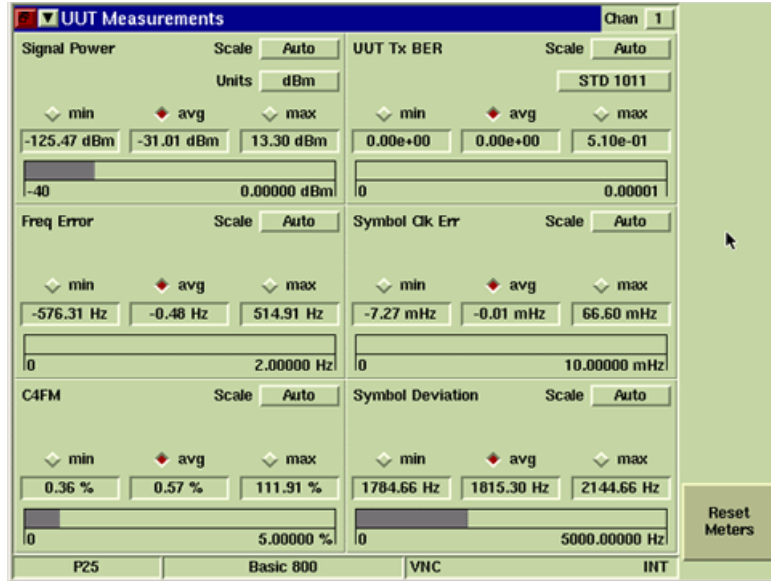 UUT Measurements Chan 1
Signal Power Scale Auto
Units dBm
min avg max
-125.47 dBm -31.01 dBm 13.30 dBm
-40 0.00000 dBm
UUT Tx BER Scale Auto
STD 1011
min avg max
0.00e+00 0.00e+00 5.10e-01
0 0.00001
Freq Error Scale Auto
min avg max
-576.31 Hz -0.48 Hz 514.91 Hz
0 2.00000 Hz
Symbol Clk Err Scale Auto
min avg max
-7.27 mHz -0.01 mHz 66.60 mHz
0 10.00000 mHz
C4FM Scale Auto
min avg max
0.36 % 0.57 % 111.91 %
0 5.00000 %
Symbol Deviation Scale Auto
min avg max
1784.66 Hz 1815.30 Hz 2144.66 Hz
0 5000.00000 Hz
Reset
Meters
P25 Basic 800 VNC INT